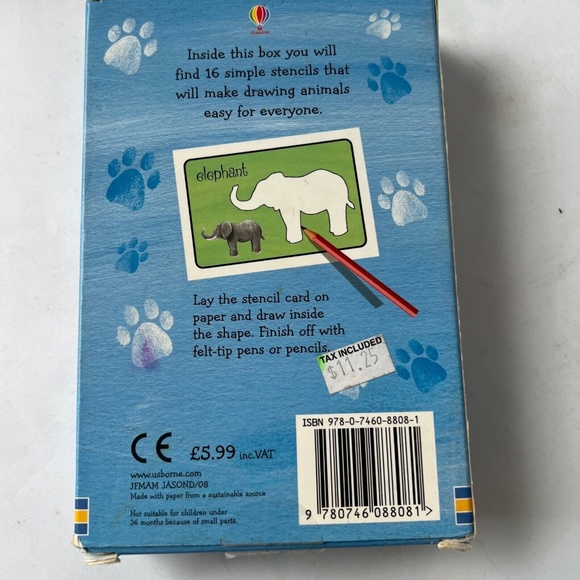 USBORNE
Inside this box you will
find 16 simple stencils that
will make drawing animals
easy for everyone.
elephant
Lay the stencil card on
paper and draw inside
the shape. Finish off with
felt-tip pens or pencils.
TAX INCLUDED
$11.25
ISBN 978-0-7460-8808-1
CE £5.99 inc.VAT
www.usborne.com
JFMAM JASOND/08
Made with paper from a sustainable source
Not suitable for children under
36 months because of small parts.
9 780746 088081 >